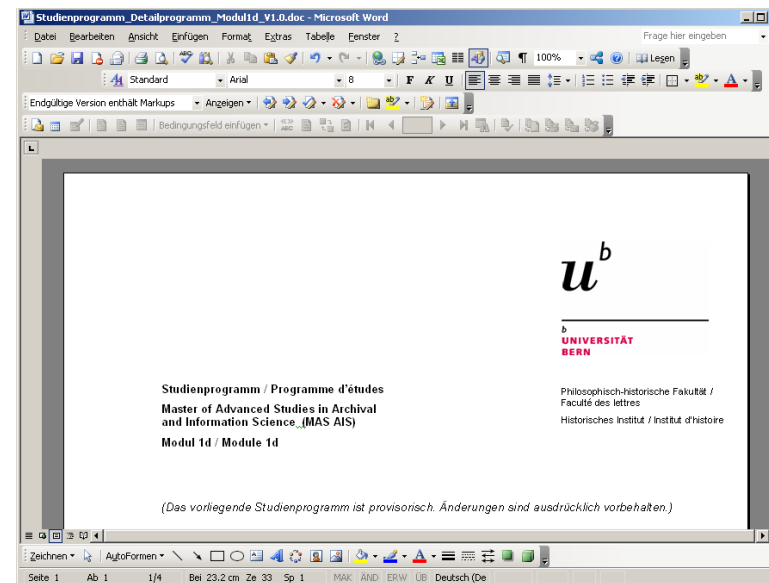 Studienprogramm_Detailprogramm_Modul1d_V1.0.doc - Microsoft Word
Datei Bearbeiten Ansicht Einfügen Format Extras Tabelle Fenster ? Frage hier eingeben
100% Lesen
Standard Arial 8 F K U
Endgültige Version enthält Markups Anzeigen
Bedingungsfeld einfügen
L
u b
b
UNIVERSITÄT
BERN
Studienprogramm / Programme d'études
Master of Advanced Studies in Archival
and Information Science (MAS AIS)
Modul 1d / Module 1d
Philosophisch-historische Fakultät /
Faculté des lettres
Historisches Institut / Institut d'histoire
(Das vorliegende Studienprogramm ist provisorisch. Änderungen sind ausdrücklich vorbehalten.)
Zeichnen AutoFormen
Seite 1 Ab 1 1/4 Bei 23.2 cm Ze 33 Sp 1 MAK ÄND ERW ÜB Deutsch (De